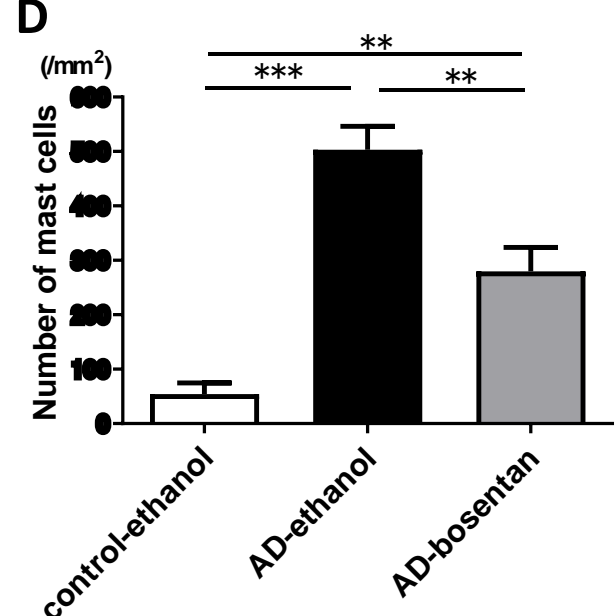 D
(/mm²)
**
***
**
600
500
400
300
200
100
0
Number of mast cells
control-ethanol
AD-ethanol
AD-bosentan